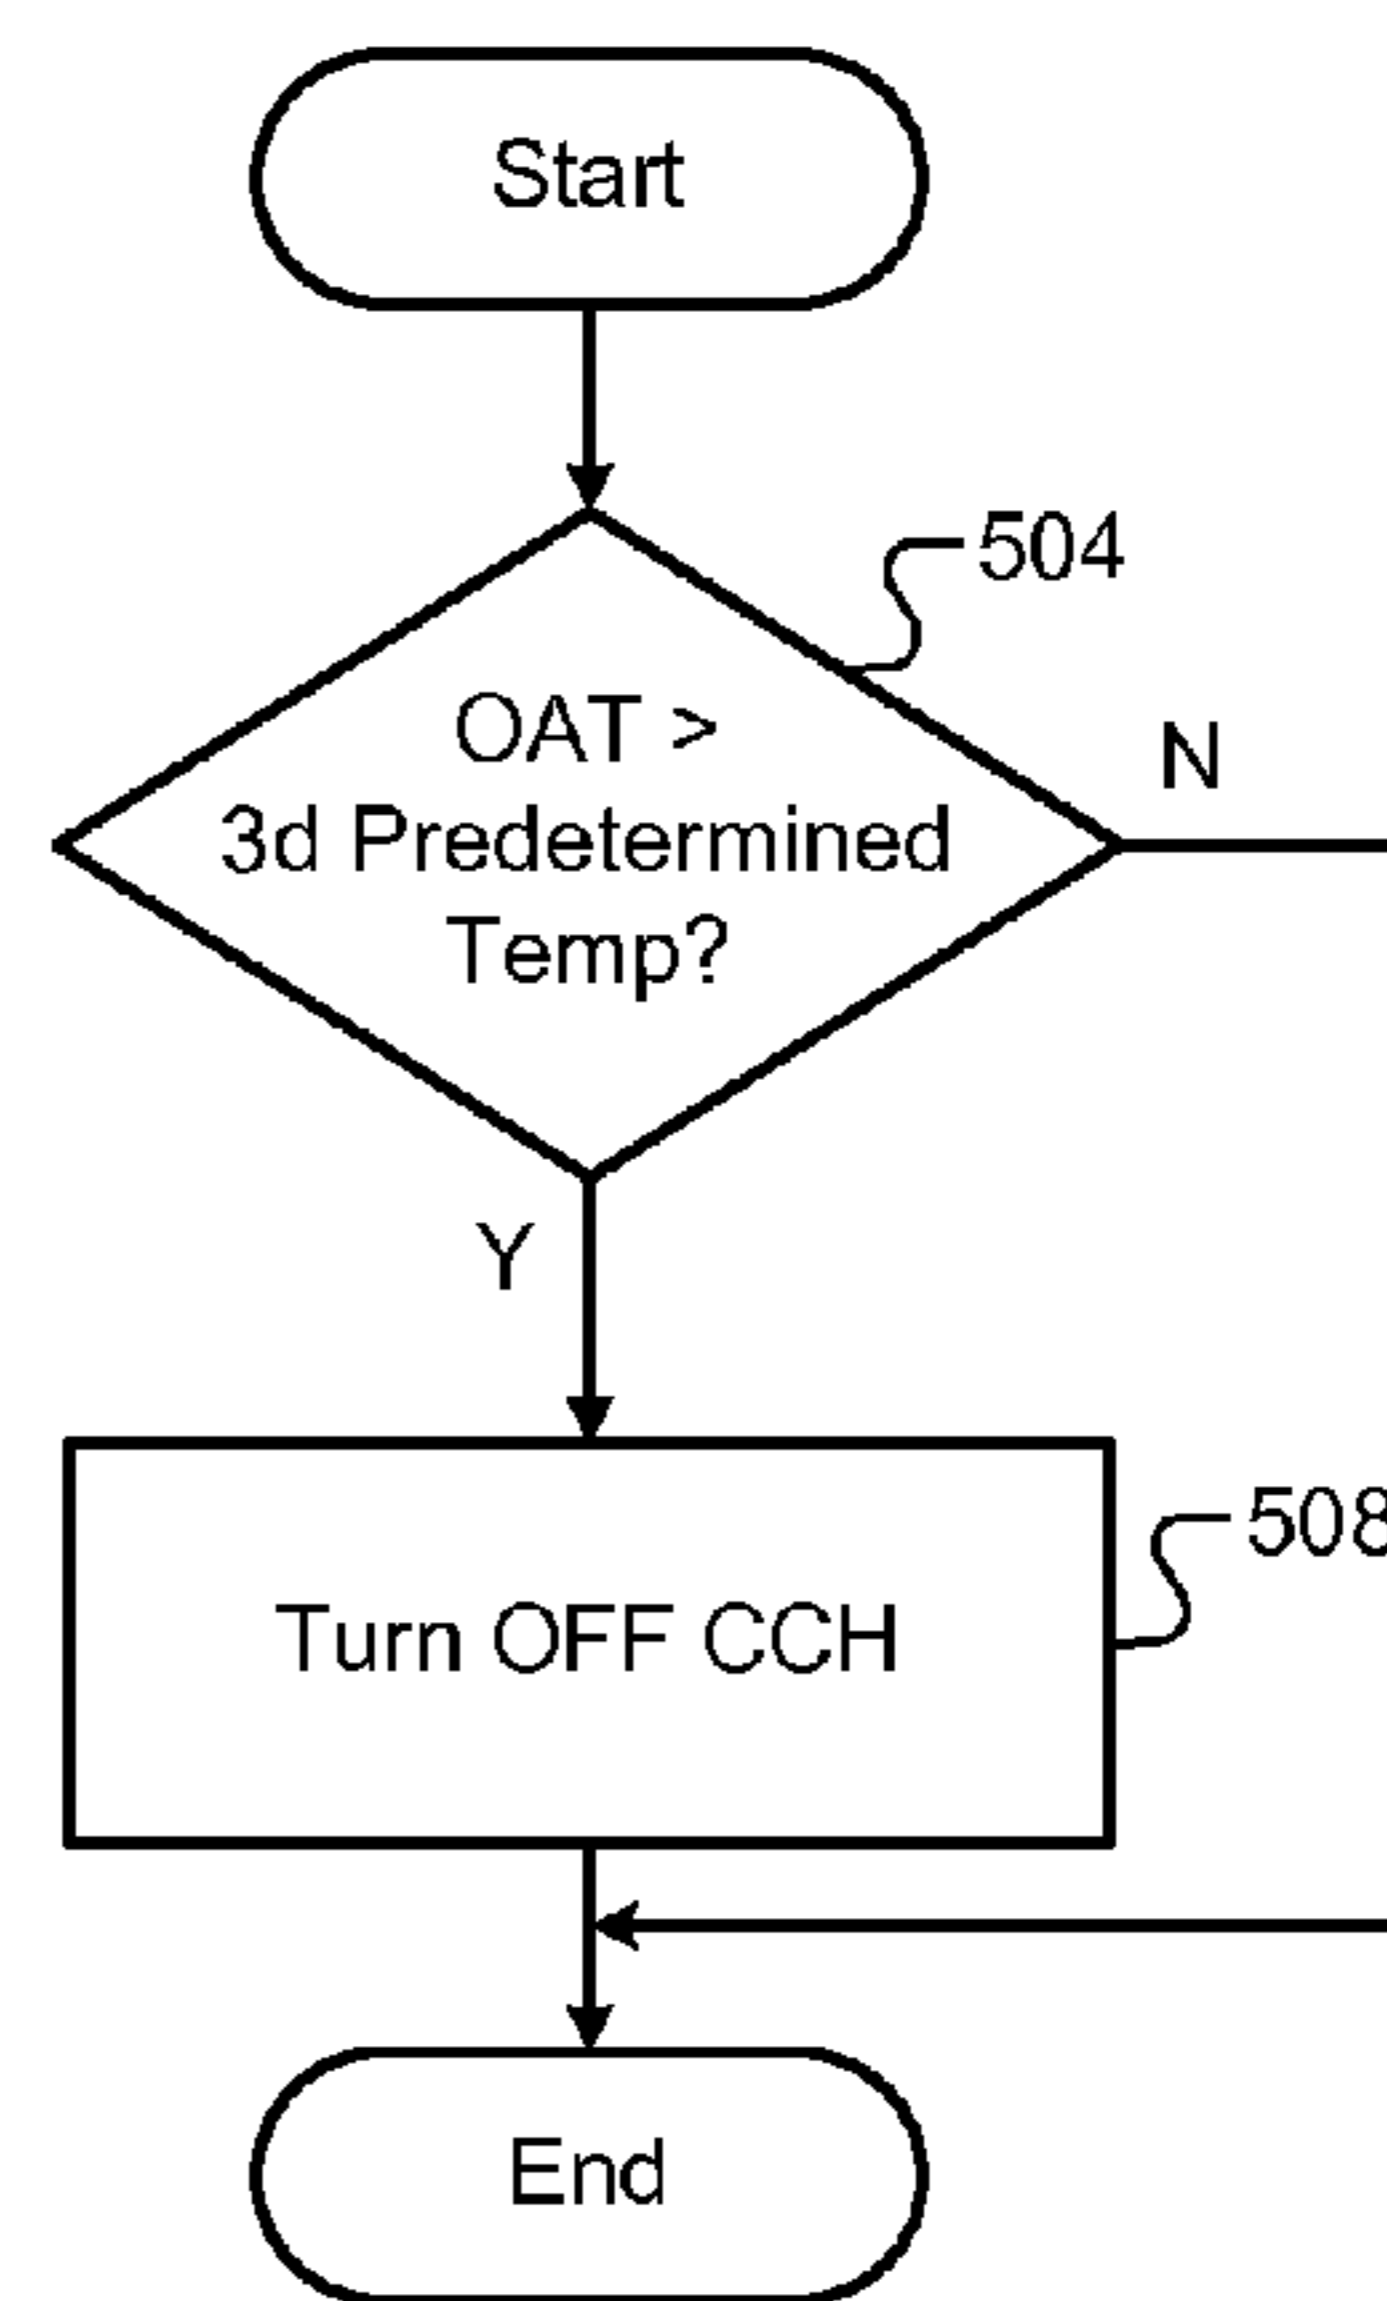 Start
504
OAT >
3d Predetermined
Temp?
N
Y
508
Turn OFF CCH
End